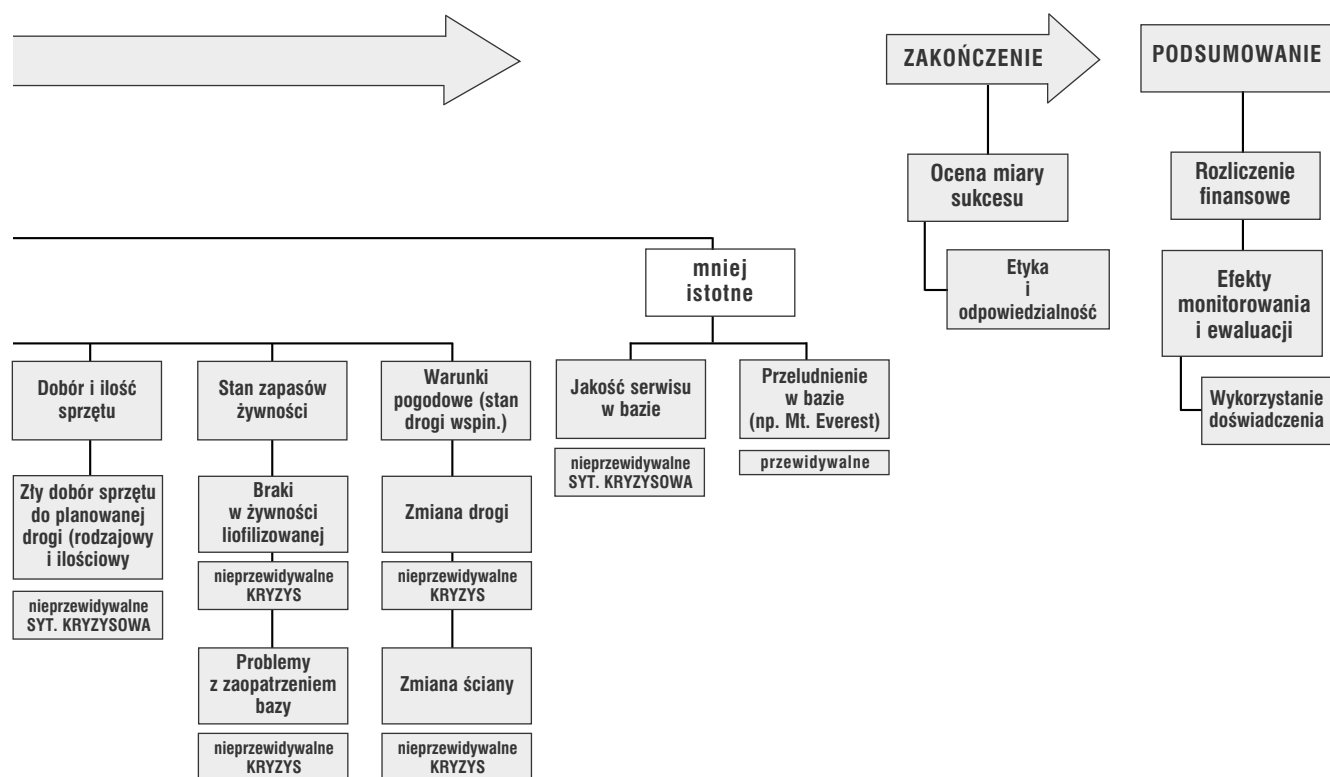 ZAKOŃCZENIE
PODSUMOWANIE
Ocena miary
sukcesu
Rozliczenie
finansowe
mniej
istotne
Etyka
i
odpowiedzialność
Efekty
monitorowania
i ewaluacji
Dobór i ilość
sprzętu
Stan zapasów
żywności
Warunki
pogodowe (stan
drogi wspin.)
Jakość serwisu
w bazie
Przeludnienie
w bazie
(np. Mt. Everest)
Wykorzystanie
doświadczenia
nieprzewidywalne
SYT. KRYZYSOWA
przewidywalne
Zły dobór sprzętu
do planowanej
drogi (rodzajowy
i ilościowy
Braki
w żywności
liofilizowanej
Zmiana drogi
nieprzewidywalne
KRYZYS
nieprzewidywalne
KRYZYS
nieprzewidywalne
SYT. KRYZYSOWA
Problemy
z zaopatrzeniem
bazy
Zmiana ściany
nieprzewidywalne
KRYZYS
nieprzewidywalne
KRYZYS